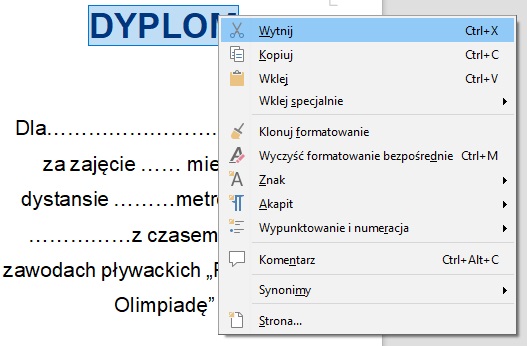 DYPLOM
Dla……………………
za zajęcie …… mie
dystansie ………metr
……………z czasem
zawodach pływackich „
Olimpiadę”
Wytnij Ctrl+X
Kopiuj Ctrl+C
Wklej Ctrl+V
Wklej specjalnie
Klonuj formatowanie
Wyczyść formatowanie bezpośrednie Ctrl+M
Znak
Akapit
Wypunktowanie i numeracja
Komentarz Ctrl+Alt+C
Synonimy
Strona...